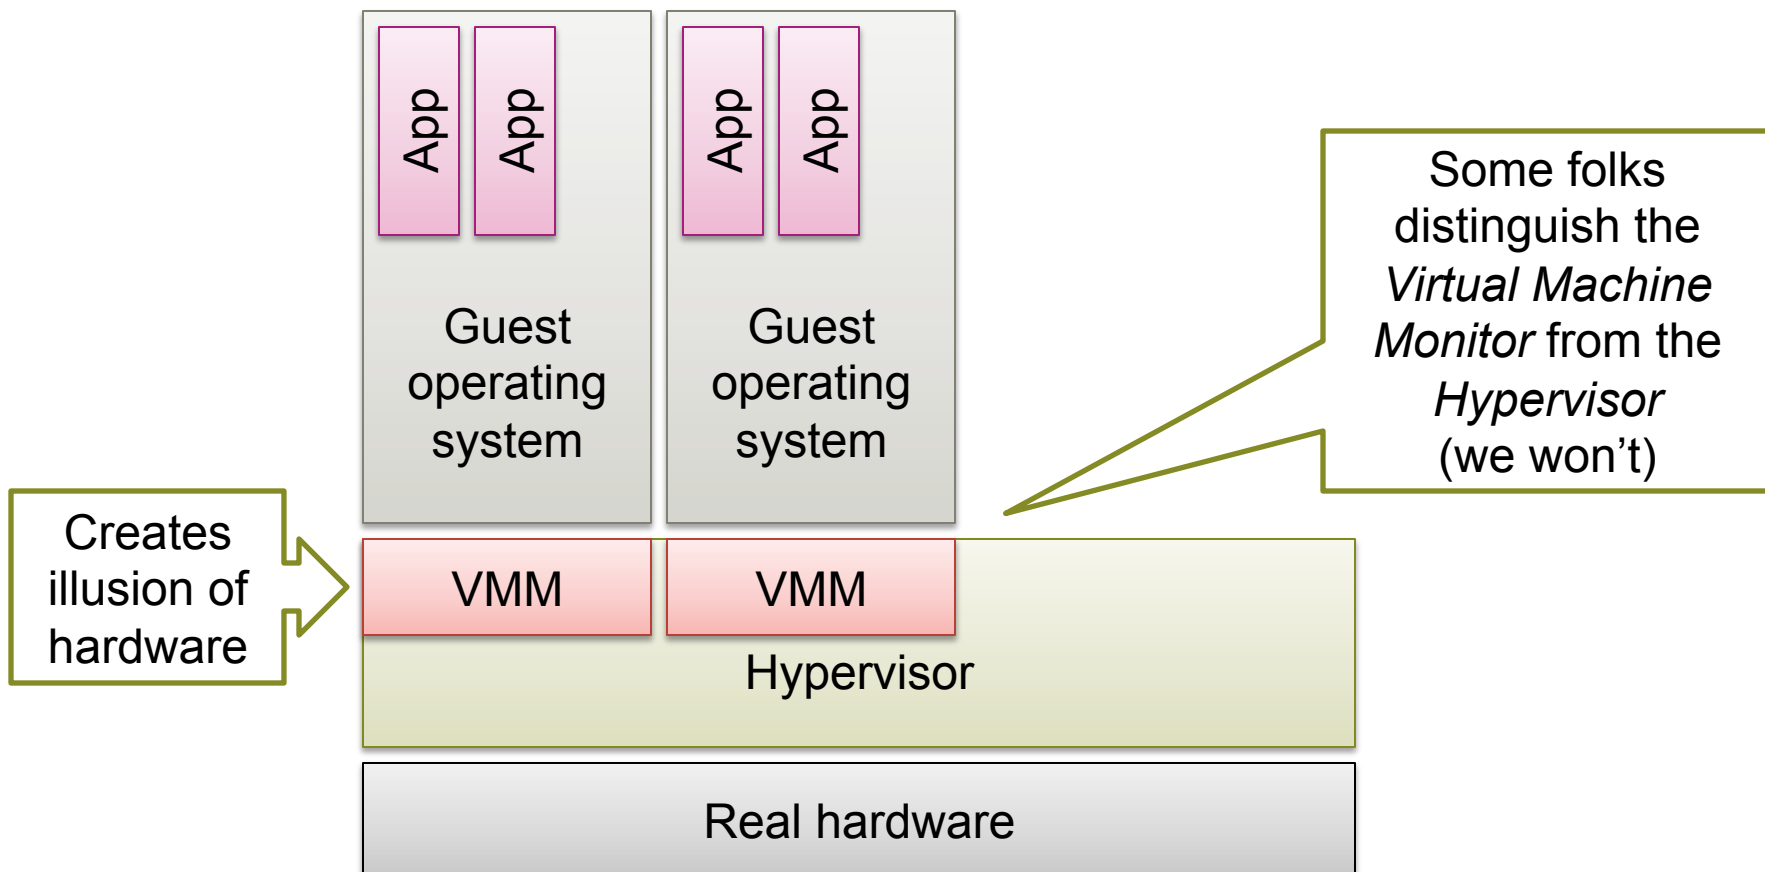 App
App
App
App
Guest
operating
system
Guest
operating
system
Some folks
distinguish the
Virtual Machine
Monitor from the
Hypervisor
(we won’t)
Creates
illusion of
hardware
VMM
VMM
Hypervisor
Real hardware